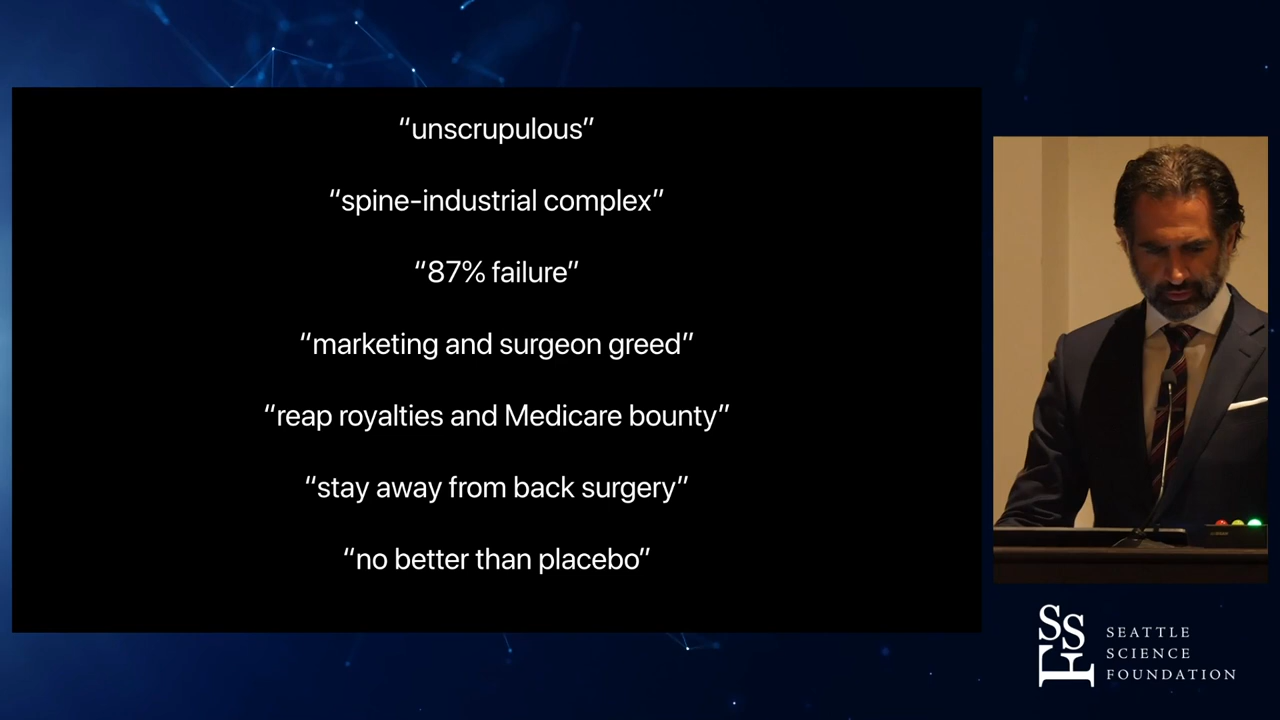 “unscrupulous”
“spine-industrial complex”
“87% failure”
“marketing and surgeon greed”
“reap royalties and Medicare bounty”
“stay away from back surgery”
“no better than placebo”
SSF
SEATTLE
SCIENCE
FOUNDATION